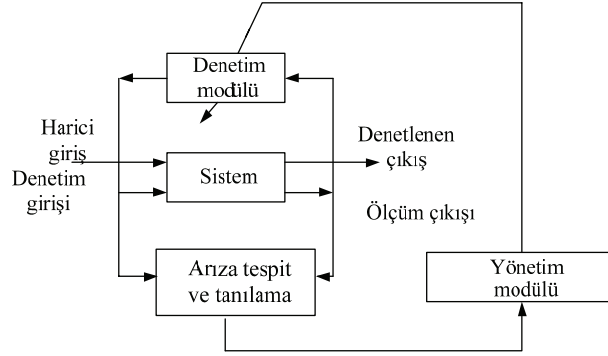 Denetim
modülü
Harici
giriş
Denetim
girişi
Sistem
Denetlenen
çıkış
Ölçüm çıkışı
Arıza tespit
ve tanılama
Yönetim
modülü